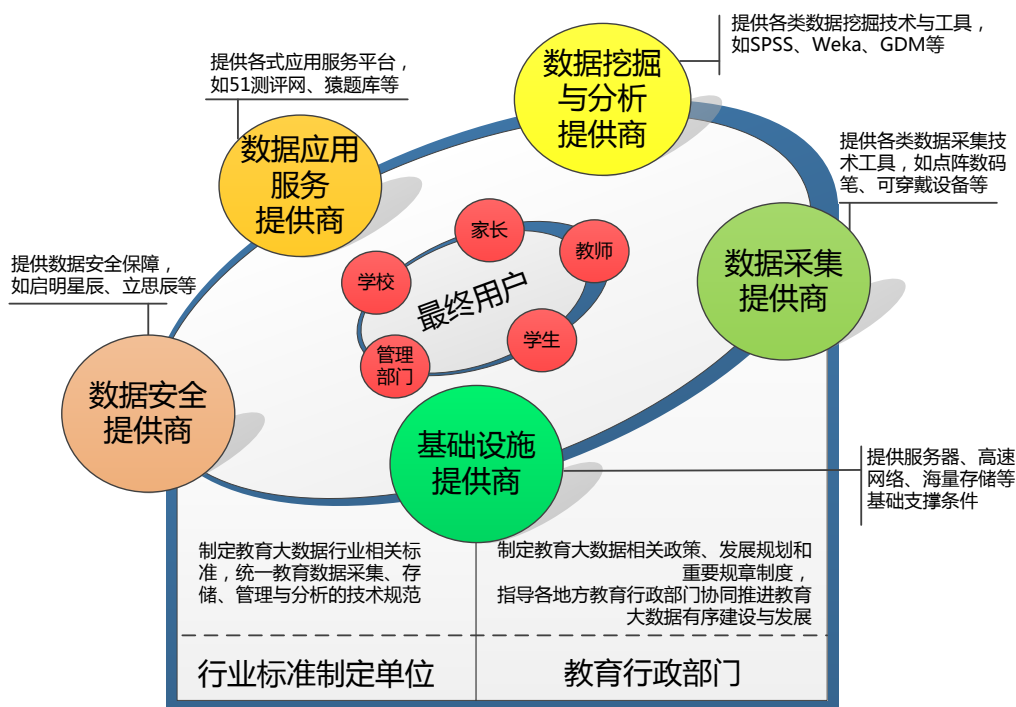 提供各类数据挖掘技术与工具，
如SPSS、Weka、GDM等
数据挖掘
与分析
提供商
提供各式应用服务平台，
如51测评网、猿题库等
数据应用
服务
提供商
提供各类数据采集技
术工具，如点阵数码
笔、可穿戴设备等
数据采集
提供商
家长
教师
学校
最终用户
学生
管理
部门
提供数据安全保障，
如启明星辰、立思辰等
数据安全
提供商
基础设施
提供商
提供服务器、高速
网络、海量存储等
基础支撑条件
制定教育大数据行业相关标
准，统一教育数据采集、存
储、管理与分析的技术规范
制定教育大数据相关政策、发展规划和
重要规章制度，
指导各地方教育行政部门协同推进教育
大数据有序建设与发展
行业标准制定单位
教育行政部门